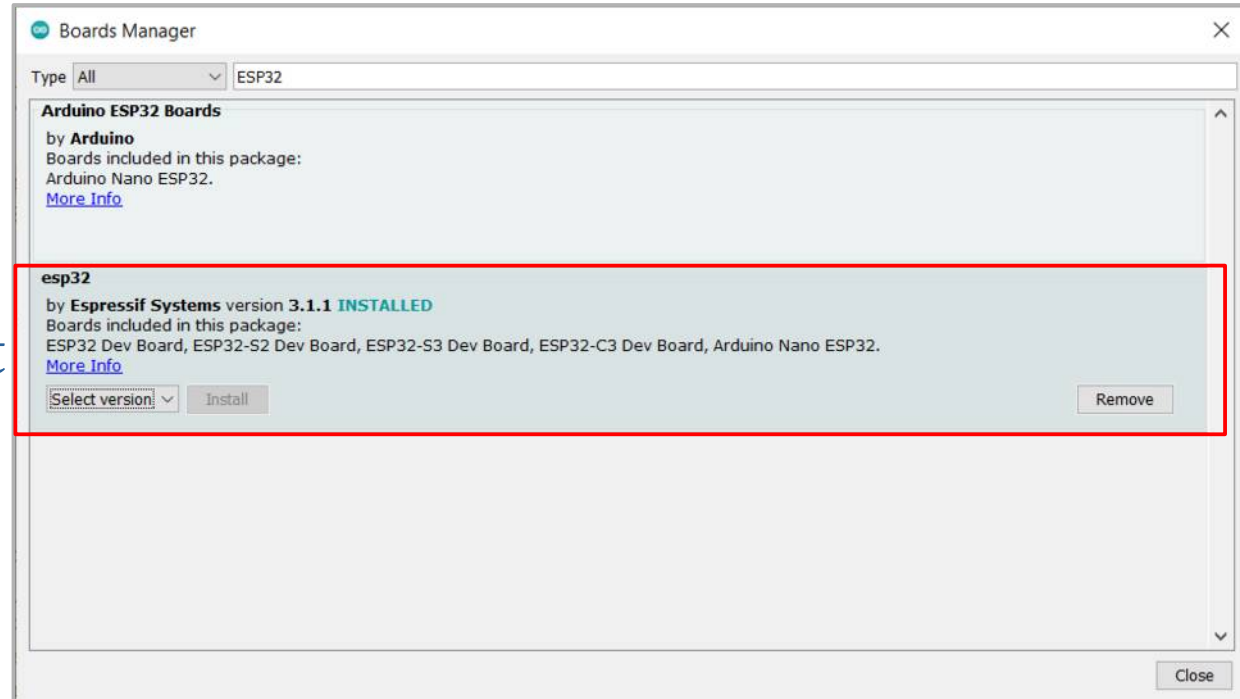 Boards Manager
Type All ESP32
Arduino ESP32 Boards
by Arduino
Boards included in this package:
Arduino Nano ESP32.
More Info
esp32
by Espressif Systems version 3.1.1 INSTALLED
Boards included in this package:
ESP32 Dev Board, ESP32-S2 Dev Board, ESP32-S3 Dev Board, ESP32-C3 Dev Board, Arduino Nano ESP32.
More Info
Select version Install Remove
Close